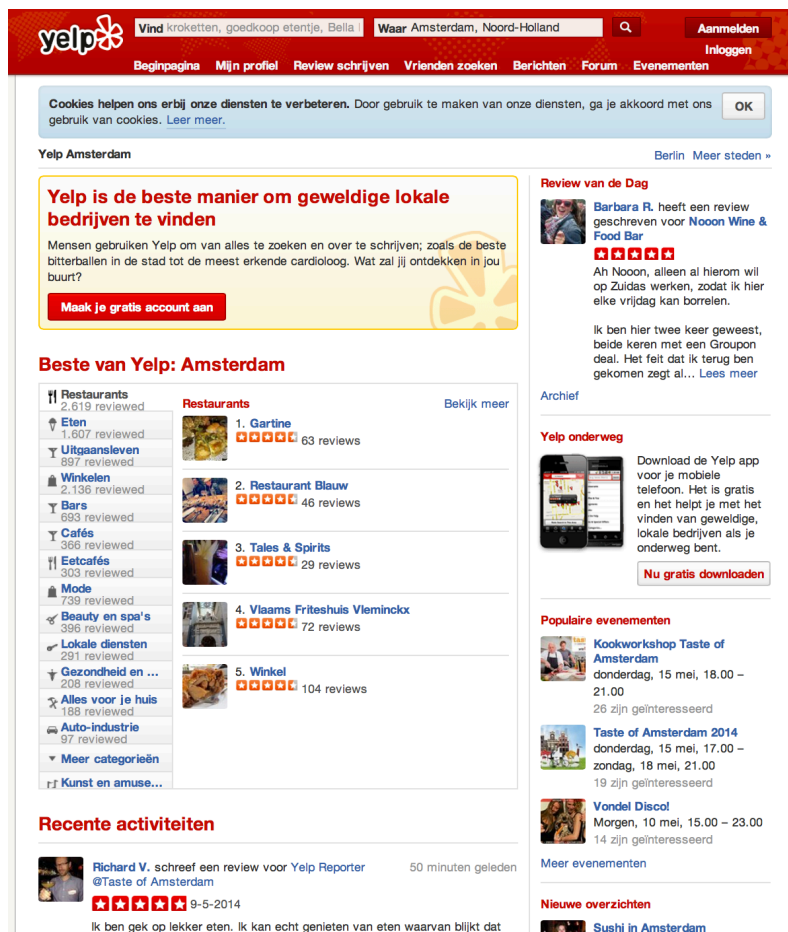 yelp
Vind kroketten, goedkoop etentje, Bella
Waar Amsterdam, Noord-Holland
Aanmelden
Inloggen
Beginpagina Mijn profiel Review schrijven Vrienden zoeken Berichten Forum Evenementen
Cookies helpen ons erbij onze diensten te verbeteren. Door gebruik te maken van onze diensten, ga je akkoord met ons
gebruik van cookies. Leer meer.
OK
Yelp Amsterdam
Berlin Meer steden »
Yelp is de beste manier om geweldige lokale
bedrijven te vinden
Mensen gebruiken Yelp om van alles te zoeken en over te schrijven; zoals de beste
bitterballen in de stad tot de meest erkende cardioloog. Wat zal jij ontdekken in jou
buurt?
Maak je gratis account aan
Beste van Yelp: Amsterdam
Restaurants
2.619 reviewed
Eten
1.607 reviewed
Uitgaansleven
897 reviewed
Winkelen
2.136 reviewed
Bars
693 reviewed
Cafés
366 reviewed
Eetcafés
303 reviewed
Mode
739 reviewed
Beauty en spa's
396 reviewed
Lokale diensten
291 reviewed
Gezondheid en ...
208 reviewed
Alles voor je huis
188 reviewed
Auto-industrie
97 reviewed
Meer categorieën
Kunst en amuse...
Restaurants
Bekijk meer
1. Gartine
63 reviews
2. Restaurant Blauw
46 reviews
3. Tales & Spirits
29 reviews
4. Vlaams Friteshuis Vleminckx
72 reviews
5. Winkel
104 reviews
Recente activiteiten
Richard V. schreef een review voor Yelp Reporter
@Taste of Amsterdam
50 minuten geleden
9-5-2014
Ik ben gek op lekker eten. Ik kan echt genieten van eten waarvan blijkt dat
Review van de Dag
Barbara R. heeft een review
geschreven voor Nooon Wine &
Food Bar
Ah Nooon, alleen al hierom wil
op Zuidas werken, zodat ik hier
elke vrijdag kan borrelen.
Ik ben hier twee keer geweest,
beide keren met een Groupon
deal. Het feit dat ik terug ben
gekomen zegt al... Lees meer
Archief
Yelp onderweg
Download de Yelp app
voor je mobiele
telefoon. Het is gratis
en het helpt je met het
vinden van geweldige,
lokale bedrijven als je
onderweg bent.
Nu gratis downloaden
Populaire evenementen
Kookworkshop Taste of
Amsterdam
donderdag, 15 mei, 18.00 –
21.00
26 zijn geïnteresseerd
Taste of Amsterdam 2014
donderdag, 15 mei, 17.00 –
zondag, 18 mei, 21.00
19 zijn geïnteresseerd
Vondel Disco!
Morgen, 10 mei, 15.00 – 23.00
14 zijn geïnteresseerd
Meer evenementen
Nieuwe overzichten
Sushi in Amsterdam